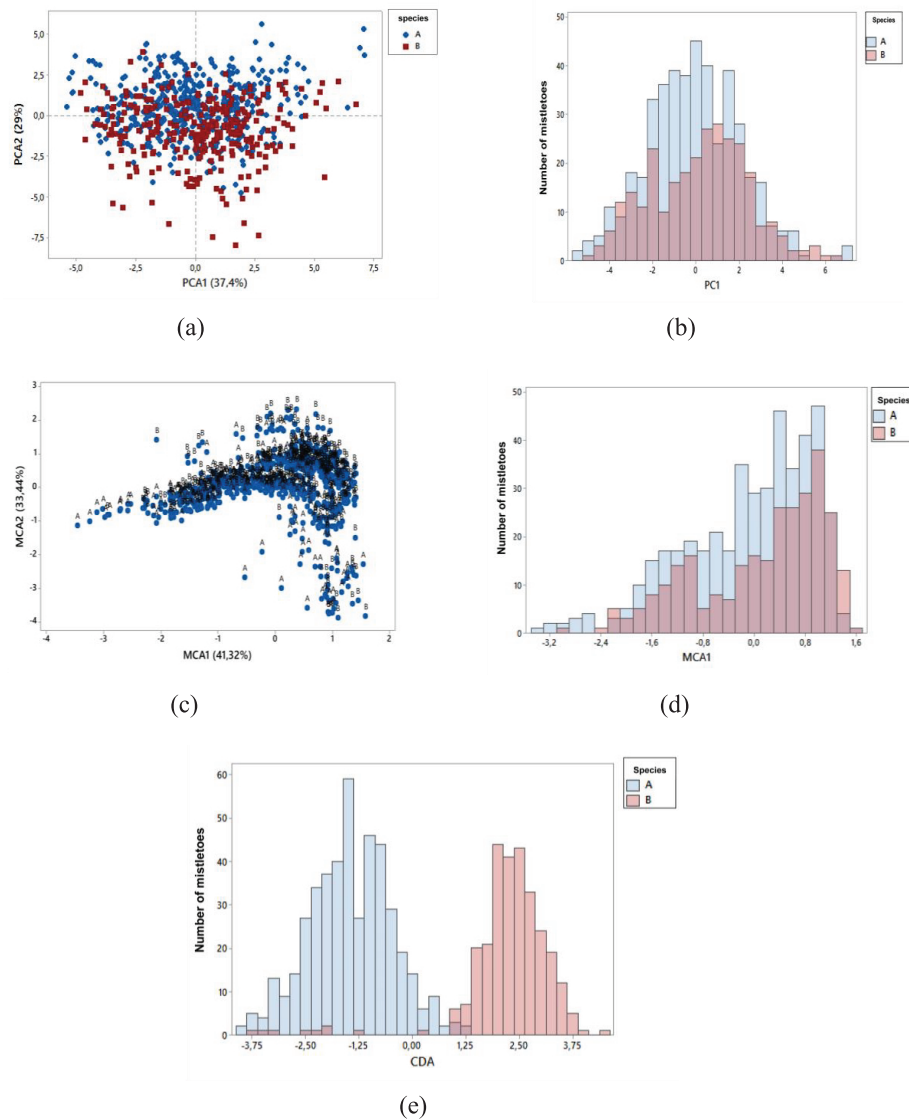 species
A
B
5,0
2,5
0,0
-2,5
-5,0
-7,5
PCA2 (29%)
-5,0 -2,5 0,0 2,5 5,0 7,5
PCA1 (37,4%)
(a)
Species
A
B
50
40
30
20
10
0
Number of mistletoes
-4 -2 0 2 4 6
PC1
(b)
3
2
1
0
-1
-2
-3
-4
MCA2 (33,44%)
-4 -3 -2 -1 0 1 2
MCA1 (41,32%)
(c)
Species
A
B
50
40
30
20
10
0
Number of mistletoes
-3,2 -2,4 -1,6 -0,8 0,0 0,8 1,6
MCA1
(d)
Species
A
B
60
50
40
30
20
10
0
Number of mistletoes
-3,75 -2,50 -1,25 0,00 1,25 2,50 3,75
CDA
(e)